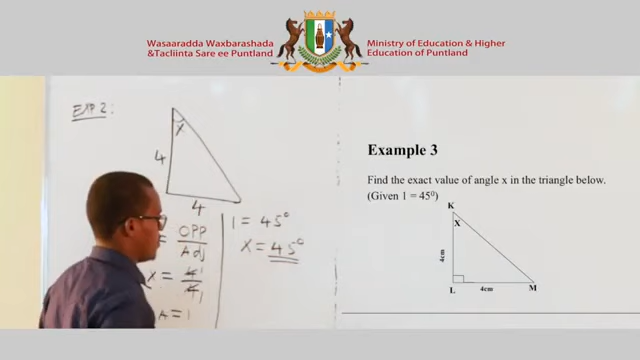 Wasaaradda Waxbarashada
&Tacliinta Sare ee Puntland
Ministry of Education & Higher
Education of Puntland
EXP 2:
X
4
4
= OPP
Adj
X = 4
4
= 1
1 = 45°
X = 45°
Example 3
Find the exact value of angle x in the triangle below.
(Given 1 = 45⁰)
K
X
4cm
L
4cm
M